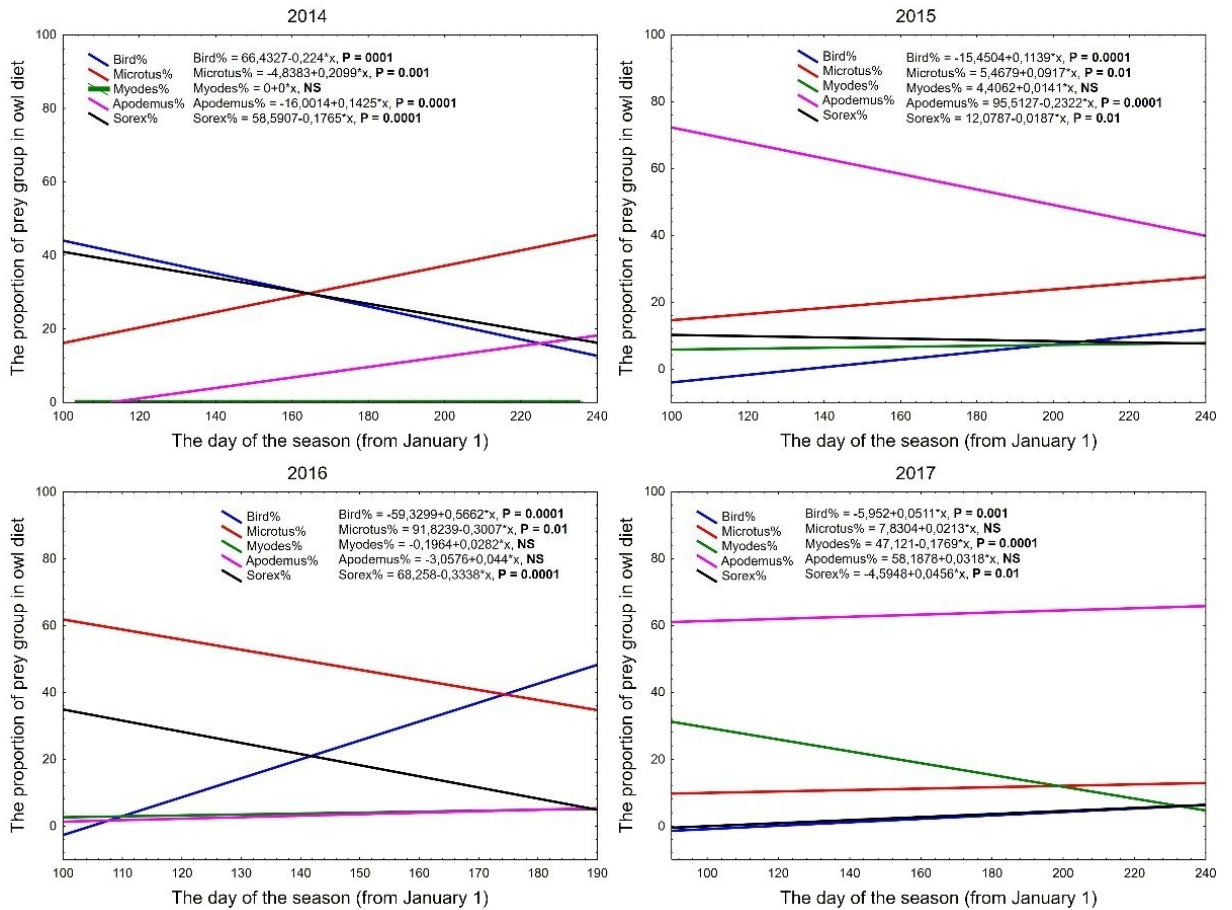 2014
The proportion of prey group in owl diet
100
80
60
40
20
0
Bird% Bird% = 66,4327-0,224*x, P = 0001
Microtus% Microtus% = -4,8383+0,2099*x, P = 0.001
Myodes% Myodes% = 0+0*x, NS
Apodemus% Apodemus% = -16,0014+0,1425*x, P = 0.0001
Sorex% Sorex% = 58,5907-0,1765*x, P = 0.0001
100 120 140 160 180 200 220 240
The day of the season (from January 1)
2015
The proportion of prey group in owl diet
100
80
60
40
20
0
Bird% Bird% = -15,4504+0,1139*x, P = 0.0001
Microtus% Microtus% = 5,4679+0,0917*x, P = 0.01
Myodes% Myodes% = 4,4062+0,0141*x, NS
Apodemus% Apodemus% = 95,5127-0,2322*x, P = 0.0001
Sorex% Sorex% = 12,0787-0,0187*x, P = 0.01
100 120 140 160 180 200 220 240
The day of the season (from January 1)
2016
The proportion of prey group in owl diet
100
80
60
40
20
0
Bird% Bird% = -59,3299+0,5662*x, P = 0.0001
Microtus% Microtus% = 91,8239-0,3007*x, P = 0.01
Myodes% Myodes% = -0,1964+0,0282*x, NS
Apodemus% Apodemus% = -3,0576+0,044*x, NS
Sorex% Sorex% = 68,258-0,3338*x, P = 0.0001
100 110 120 130 140 150 160 170 180 190
The day of the season (from January 1)
2017
The proportion of prey group in owl diet
100
80
60
40
20
0
Bird% Bird% = -5,952+0,0511*x, P = 0.001
Microtus% Microtus% = 7,8304+0,0213*x, NS
Myodes% Myodes% = 47,121-0,1769*x, P = 0.0001
Apodemus% Apodemus% = 58,1878+0,0318*x, NS
Sorex% Sorex% = -4,5948+0,0456*x, P = 0.01
100 120 140 160 180 200 220 240
The day of the season (from January 1)